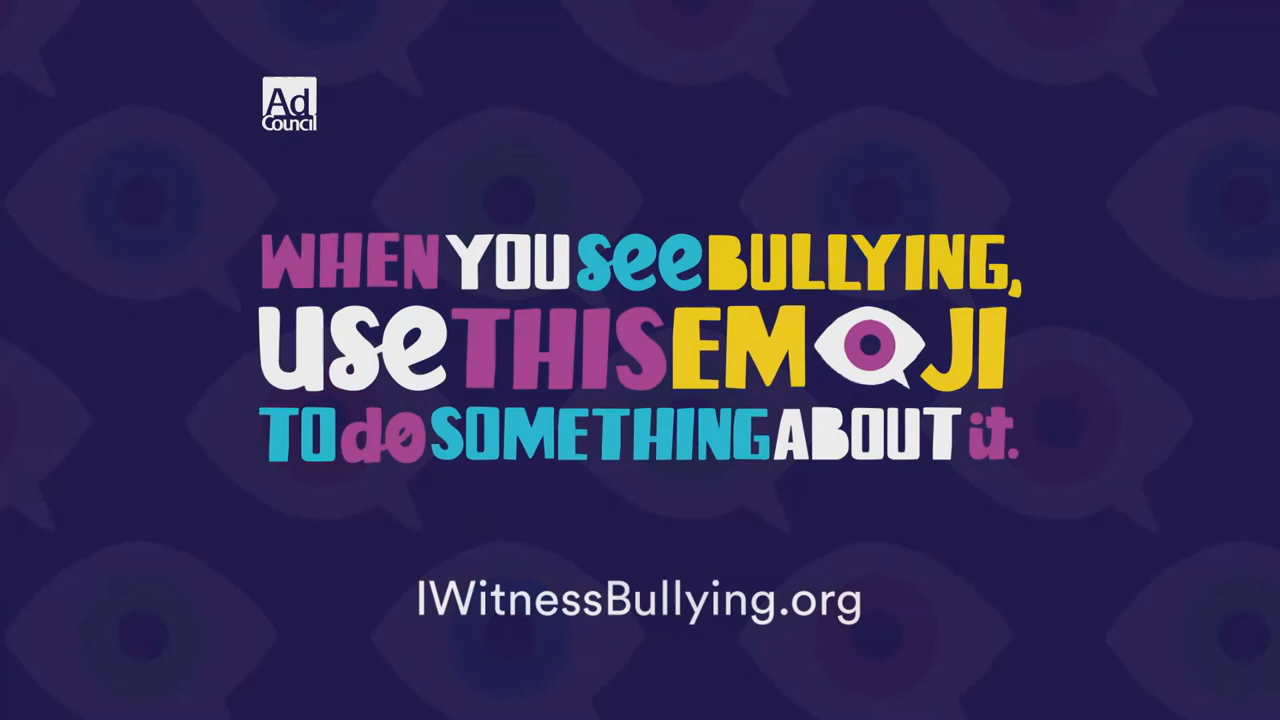 Ad
Council
WHEN YOU see BULLYING,
use THIS EMOJI
TO do SOMETHING ABOUT it.
IWitnessBullying.org